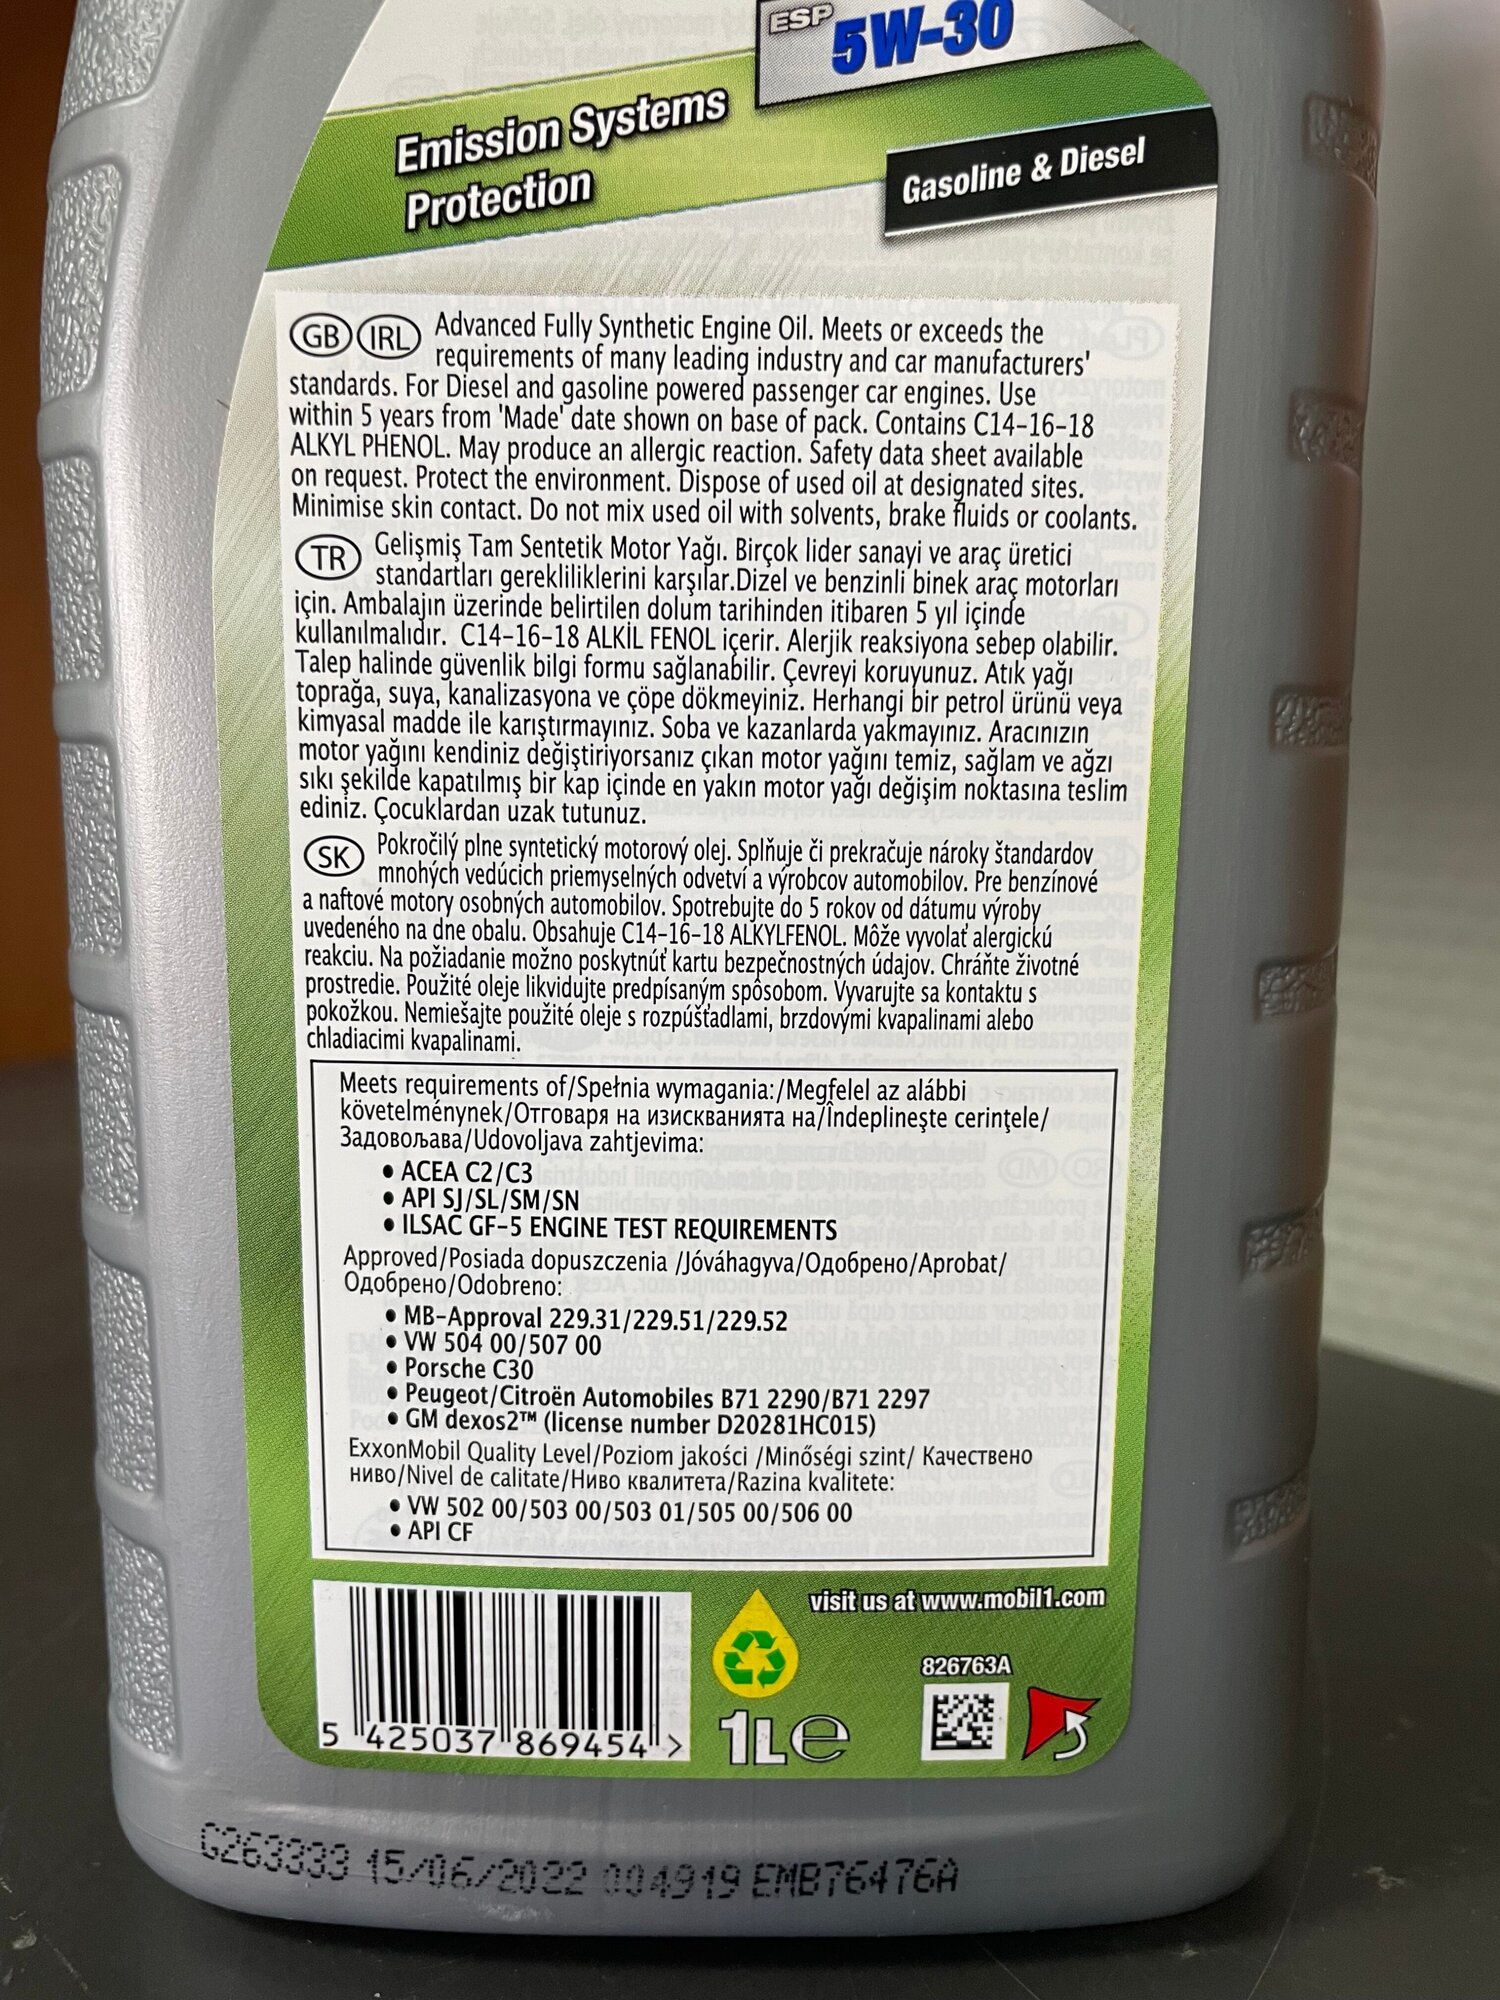 ESP 5W-30
Emission Systems
Protection
Gasoline & Diesel
GB IRL Advanced Fully Synthetic Engine Oil. Meets or exceeds the
requirements of many leading industry and car manufacturers'
standards. For Diesel and gasoline powered passenger car engines. Use
within 5 years from 'Made' date shown on base of pack. Contains C14-16-18
ALKYL PHENOL. May produce an allergic reaction. Safety data sheet available
on request. Protect the environment. Dispose of used oil at designated sites.
Minimise skin contact. Do not mix used oil with solvents, brake fluids or coolants.
TR Gelişmiş Tam Sentetik Motor Yağı. Birçok lider sanayi ve araç üretici
standartları gerekliliklerini karşılar.Dizel ve benzinli binek araç motorları
için. Ambalajın üzerinde belirtilen dolum tarihinden itibaren 5 yıl içinde
kullanılmalıdır. C14-16-18 ALKİL FENOL içerir. Alerjik reaksiyona sebep olabilir.
Talep halinde güvenlik bilgi formu sağlanabilir. Çevreyi koruyunuz. Atık yağı
toprağa, suya, kanalizasyona ve çöpe dökmeyiniz. Herhangi bir petrol ürünü veya
kimyasal madde ile karıştırmayınız. Soba ve kazanlarda yakmayınız. Aracınızın
motor yağını kendiniz değiştiriyorsanız çıkan motor yağını temiz, sağlam ve ağzı
sıkı şekilde kapatılmış bir kap içinde en yakın motor yağı değişim noktasına teslim
ediniz. Çocuklardan uzak tutunuz.
SK Pokročilý plne syntetický motorový olej. Splňuje či prekračuje nároky štandardov
mnohých vedúcich priemyselných odvetví a výrobcov automobilov. Pre benzínové
a naftové motory osobných automobilov. Spotrebujte do 5 rokov od dátumu výroby
uvedeného na dne obalu. Obsahuje C14-16-18 ALKYLFENOL. Môže vyvolať alergickú
reakciu. Na požiadanie možno poskytnúť kartu bezpečnostných údajov. Chráňte životné
prostredie. Použité oleje likvidujte predpísaným spôsobom. Vyvarujte sa kontaktu s
pokožkou. Nemiešajte použité oleje s rozpúšťadlami, brzdovými kvapalinami alebo
chladiacimi kvapalinami.
Meets requirements of/Spełnia wymagania:/Megfelel az alábbi
követelménynek/Отговаря на изискванията на/Îndeplineşte cerinţele/
Задовољава/Udovoljava zahtjevima:
• ACEA C2/C3
• API SJ/SL/SM/SN
• ILSAC GF-5 ENGINE TEST REQUIREMENTS
Approved/Posiada dopuszczenia /Jóváhagyva/Одобрено/Aprobat/
Одобрено/Odobreno:
• MB-Approval 229.31/229.51/229.52
• VW 504 00/507 00
• Porsche C30
• Peugeot/Citroën Automobiles B71 2290/B71 2297
• GM dexos2™ (license number D20281HC015)
ExxonMobil Quality Level/Poziom jakości /Minőségi szint/ Качествено
ниво/Nivel de calitate/Ниво квалитета/Razina kvalitete:
• VW 502 00/503 00/503 01/505 00/506 00
• API CF
visit us at www.mobil1.com
826763A
5 425037 869454 >
1L e
G263333 15/06/2022 004919 EMB76476A